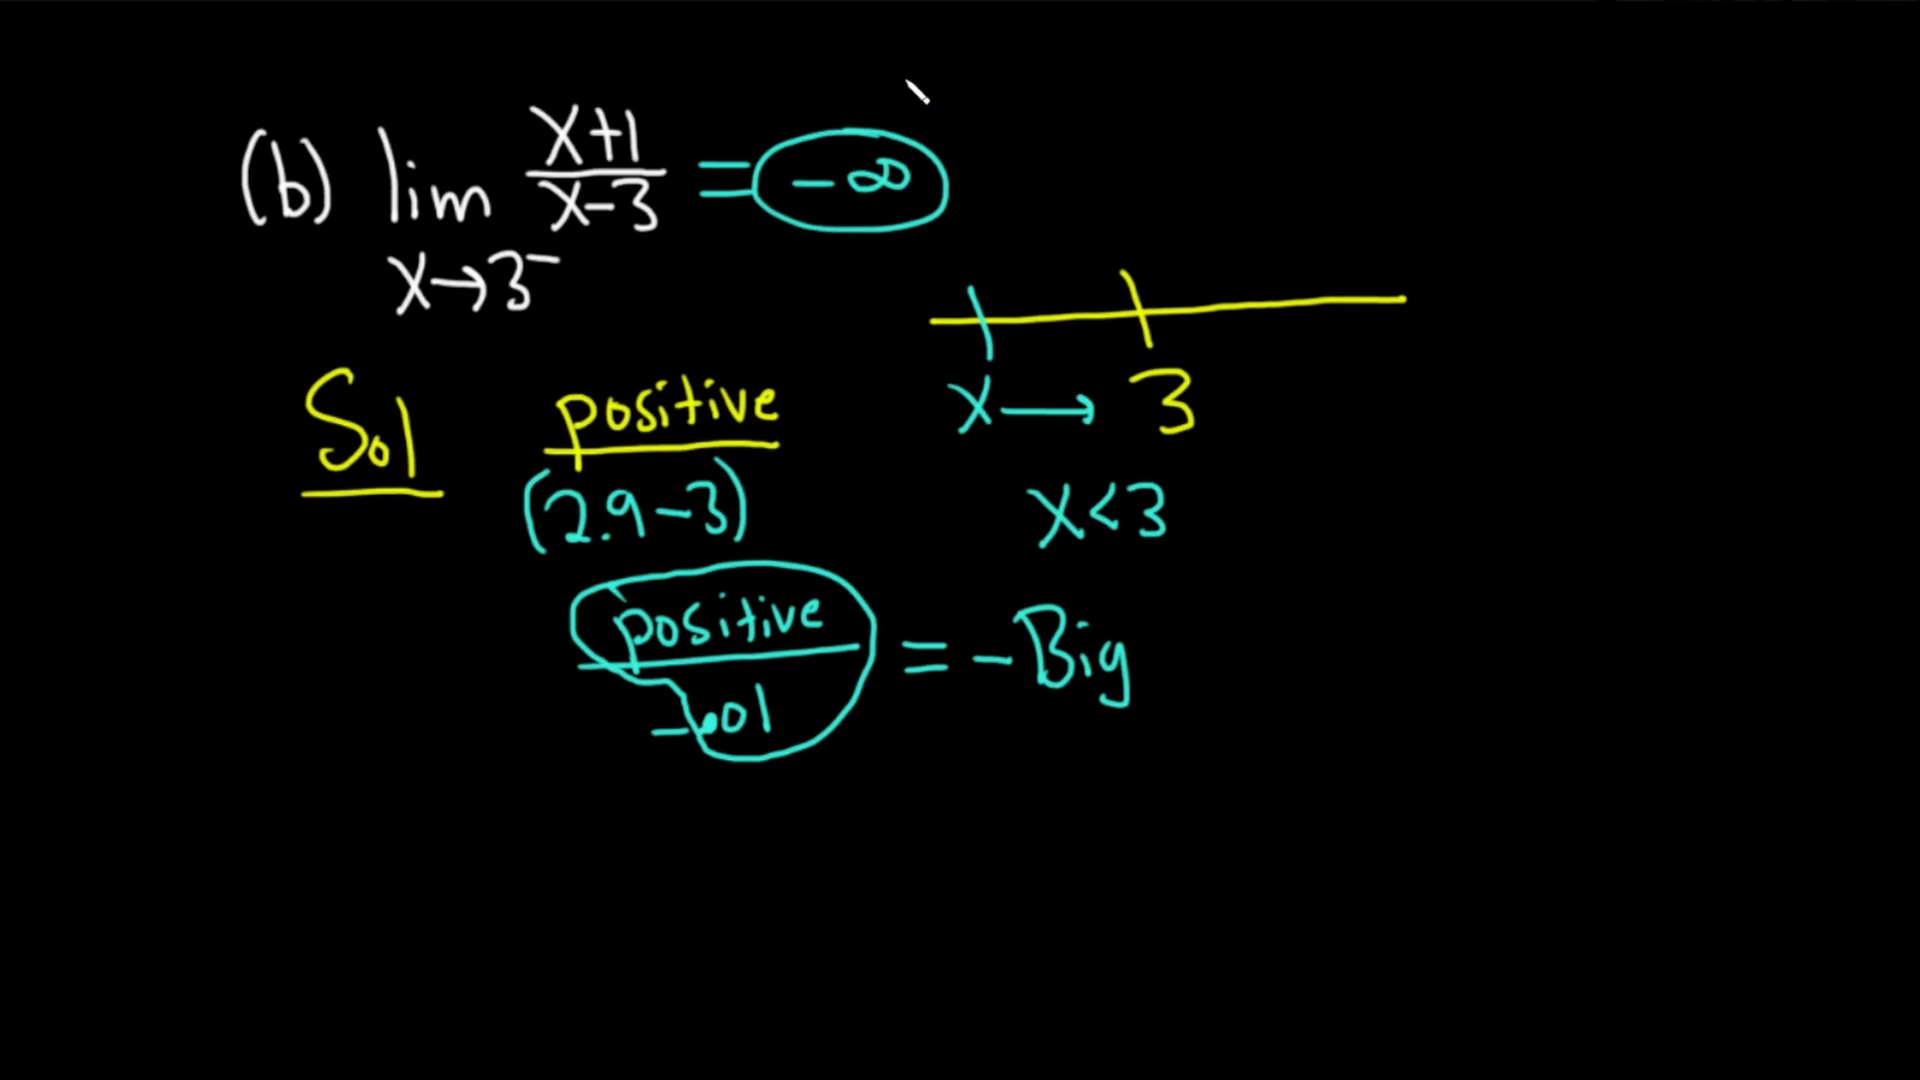 (b) lim x+1 / x-3 = -∞
x→3⁻
Sol
positive
(2.9-3)
x → 3
x<3
positive / -.01 = -Big